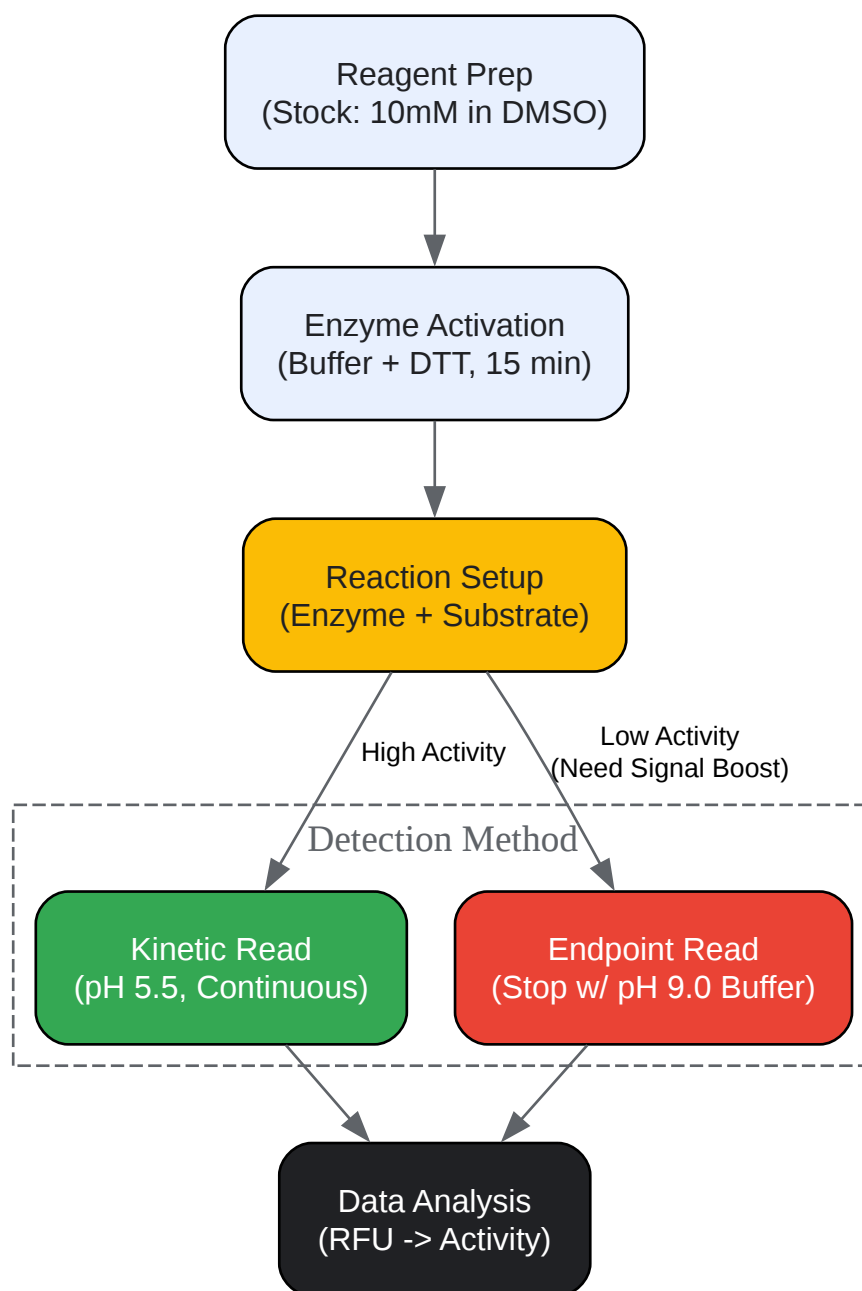 Reagent Prep
(Stock: 10mM in DMSO)
Enzyme Activation
(Buffer + DTT, 15 min)
Reaction Setup
(Enzyme + Substrate)
High Activity
Low Activity
(Need Signal Boost)
Detection Method
Kinetic Read
(pH 5.5, Continuous)
Endpoint Read
(Stop w/ pH 9.0 Buffer)
Data Analysis
(RFU -> Activity)